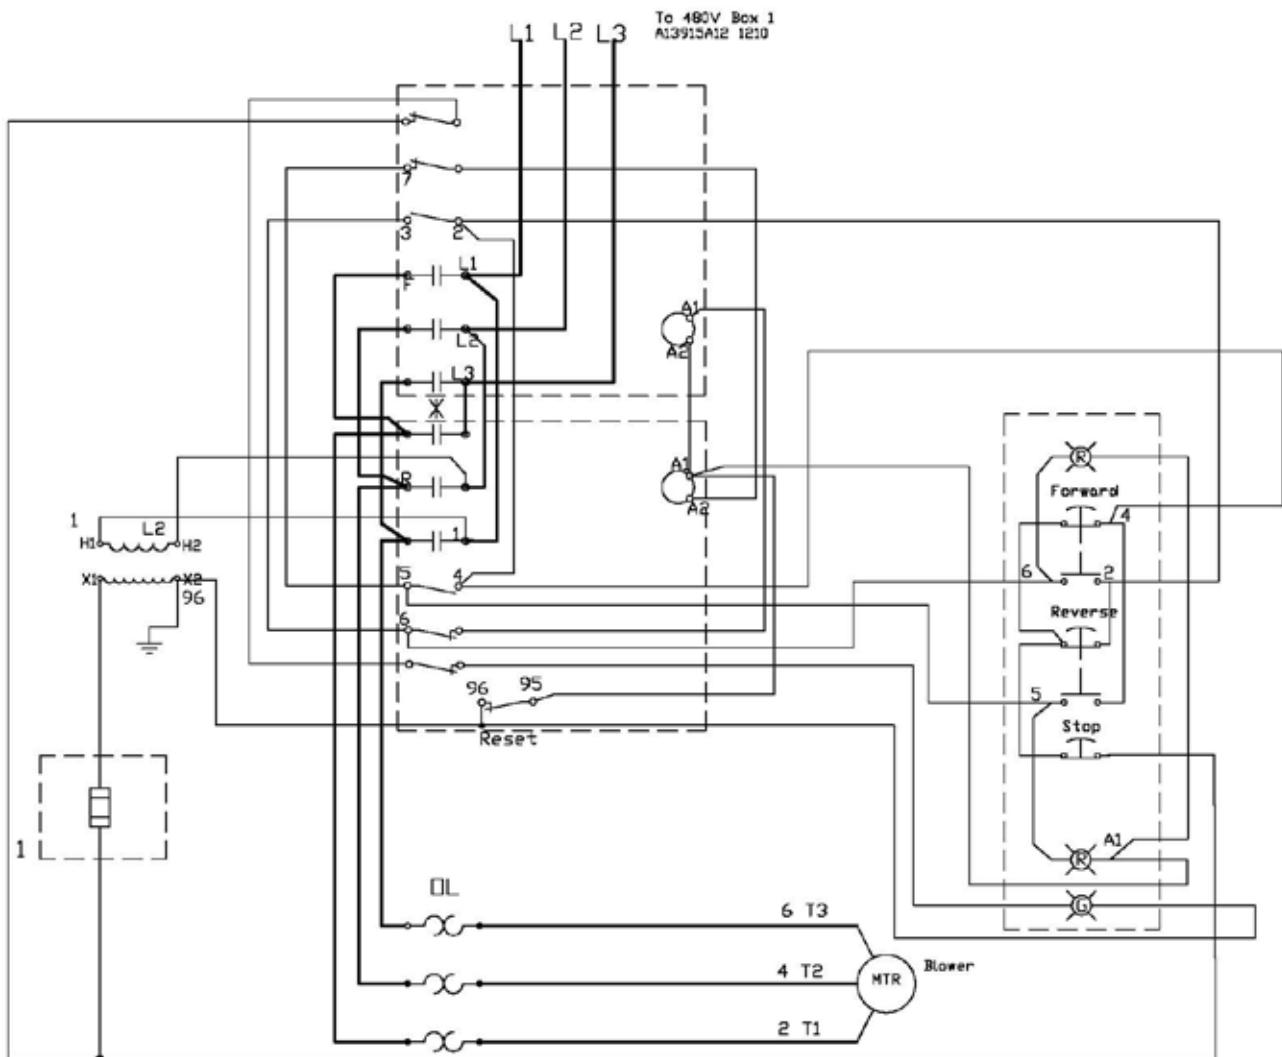 To 480V Box 1
A13915A12 1210
L1 L2 L3
7
3 2
L1
F
L2
A1
A2
L3
R
A1
A2
R
Forward
4
1
L2
H1 H2
1
X1 X2
96
5 4
6 2
6
Reverse
96 95
5
Reset
Stop
1
A1
R
G
OL
6 T3
4 T2
MTR
Blower
2 T1